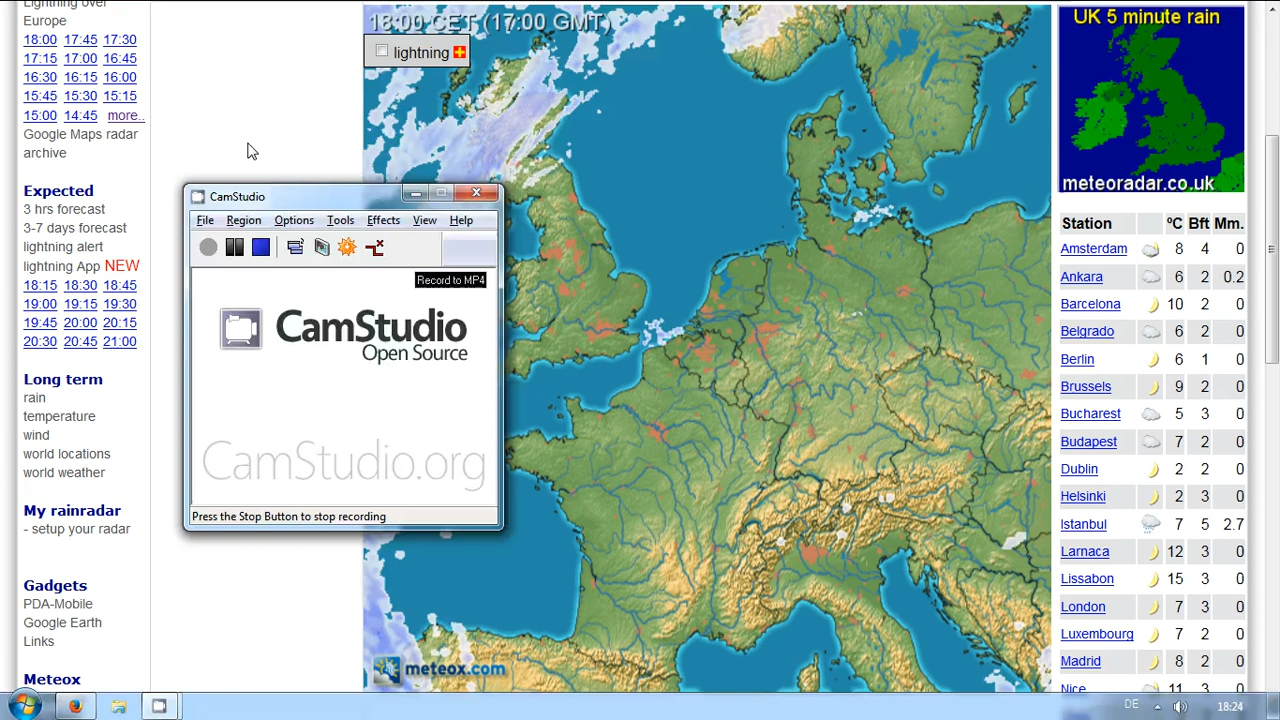 Lightning over
Europe
18:00 17:45 17:30
17:15 17:00 16:45
16:30 16:15 16:00
15:45 15:30 15:15
15:00 14:45 more..
Google Maps radar
archive
Expected
3 hrs forecast
3-7 days forecast
lightning alert
lightning App NEW
18:15 18:30 18:45
19:00 19:15 19:30
19:45 20:00 20:15
20:30 20:45 21:00
Long term
rain
temperature
wind
world locations
world weather
My rainradar
- setup your radar
Gadgets
PDA-Mobile
Google Earth
Links
Meteox
18:00 CET (17:00 GMT)
lightning
CamStudio
File Region Options Tools Effects View Help
Record to MP4
CamStudio
Open Source
CamStudio.org
Press the Stop Button to stop recording
meteox.com
UK 5 minute rain
meteoradar.co.uk
Station ºC Bft Mm.
Amsterdam 8 4 0
Ankara 6 2 0.2
Barcelona 10 2 0
Belgrado 6 2 0
Berlin 6 1 0
Brussels 9 2 0
Bucharest 5 3 0
Budapest 7 2 0
Dublin 2 2 0
Helsinki 2 3 0
Istanbul 7 5 2.7
Larnaca 12 3 0
Lissabon 15 3 0
London 7 3 0
Luxembourg 7 2 0
Madrid 8 2 0
Nice 11 3 0
DE 18:24